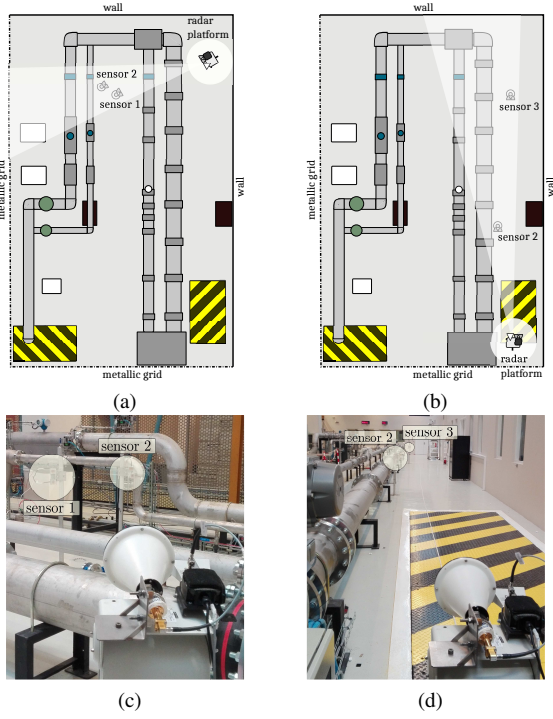 wall
radar
platform
sensor 2
sensor 1
metallic grid
wall
metallic grid
(a)
wall
sensor 3
metallic grid
wall
sensor 2
radar
metallic grid
platform
(b)
sensor 2
sensor 1
(c)
sensor 2
sensor 3
(d)